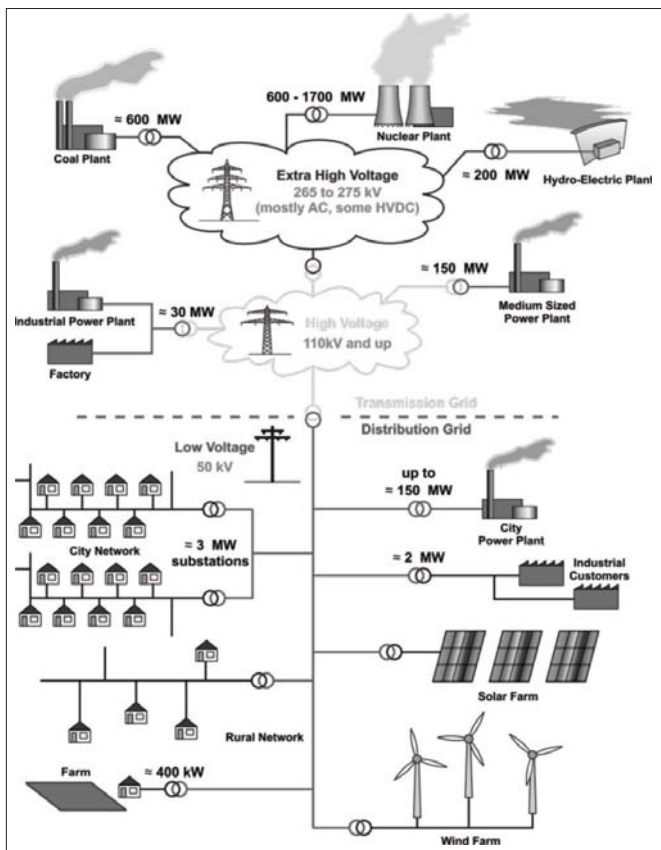 ≈ 600 MW
Coal Plant
600 - 1700 MW
Nuclear Plant
Extra High Voltage
265 to 275 kV
(mostly AC, some HVDC)
≈ 200 MW
Hydro-Electric Plant
≈ 150 MW
Medium Sized
Power Plant
Industrial Power Plant
≈ 30 MW
Factory
High Voltage
110kV and up
Transmission Grid
Distribution Grid
Low Voltage
50 kV
up to
≈ 150 MW
City
Power Plant
City Network
≈ 3 MW
substations
≈ 2 MW
Industrial
Customers
Solar Farm
Rural Network
Farm
≈ 400 kW
Wind Farm